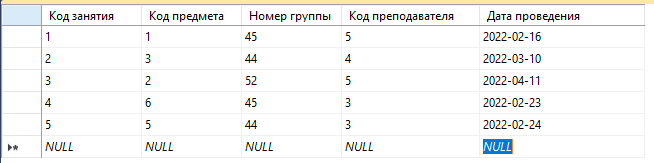 Код занятия Код предмета Номер группы Код преподавателя Дата проведения
1 1 45 5 2022-02-16
2 3 44 4 2022-03-10
3 2 52 5 2022-04-11
4 6 45 3 2022-02-23
5 5 44 3 2022-02-24
NULL NULL NULL NULL NULL